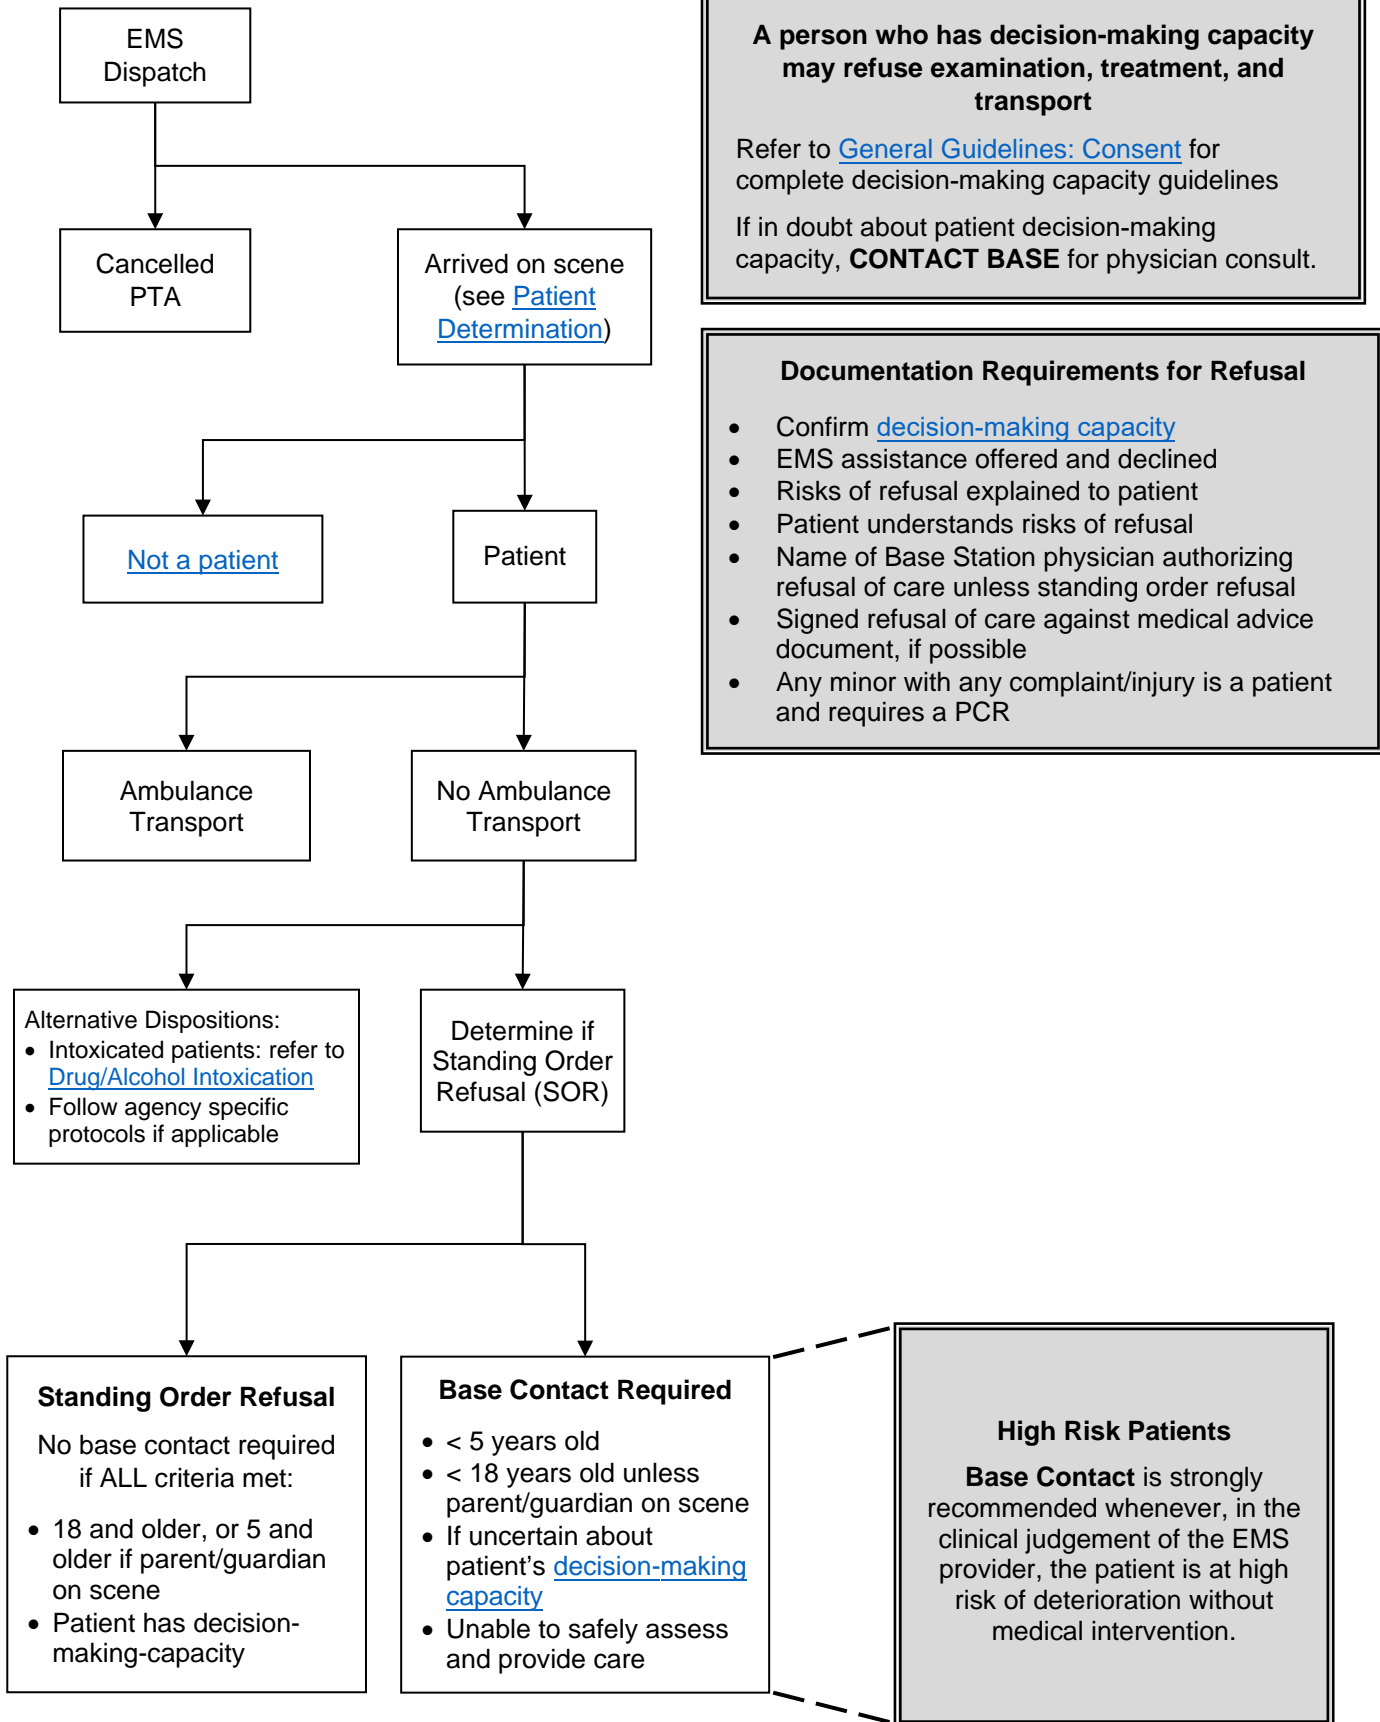 EMS
Dispatch
Cancelled
PTA
Arrived on scene
(see Patient
Determination)
Not a patient
Patient
Ambulance
Transport
No Ambulance
Transport
Alternative Dispositions:
• Intoxicated patients: refer to
Drug/Alcohol Intoxication
• Follow agency specific
protocols if applicable
Determine if
Standing Order
Refusal (SOR)
Standing Order Refusal
No base contact required
if ALL criteria met:
• 18 and older, or 5 and
older if parent/guardian
on scene
• Patient has decision-
making-capacity
Base Contact Required
• < 5 years old
• < 18 years old unless
parent/guardian on scene
• If uncertain about
patient's decision-making
capacity
• Unable to safely assess
and provide care
A person who has decision-making capacity
may refuse examination, treatment, and
transport
Refer to General Guidelines: Consent for
complete decision-making capacity guidelines
If in doubt about patient decision-making
capacity, CONTACT BASE for physician consult.
Documentation Requirements for Refusal
• Confirm decision-making capacity
• EMS assistance offered and declined
• Risks of refusal explained to patient
• Patient understands risks of refusal
• Name of Base Station physician authorizing
refusal of care unless standing order refusal
• Signed refusal of care against medical advice
document, if possible
• Any minor with any complaint/injury is a patient
and requires a PCR
High Risk Patients
Base Contact is strongly
recommended whenever, in the
clinical judgement of the EMS
provider, the patient is at high
risk of deterioration without
medical intervention.